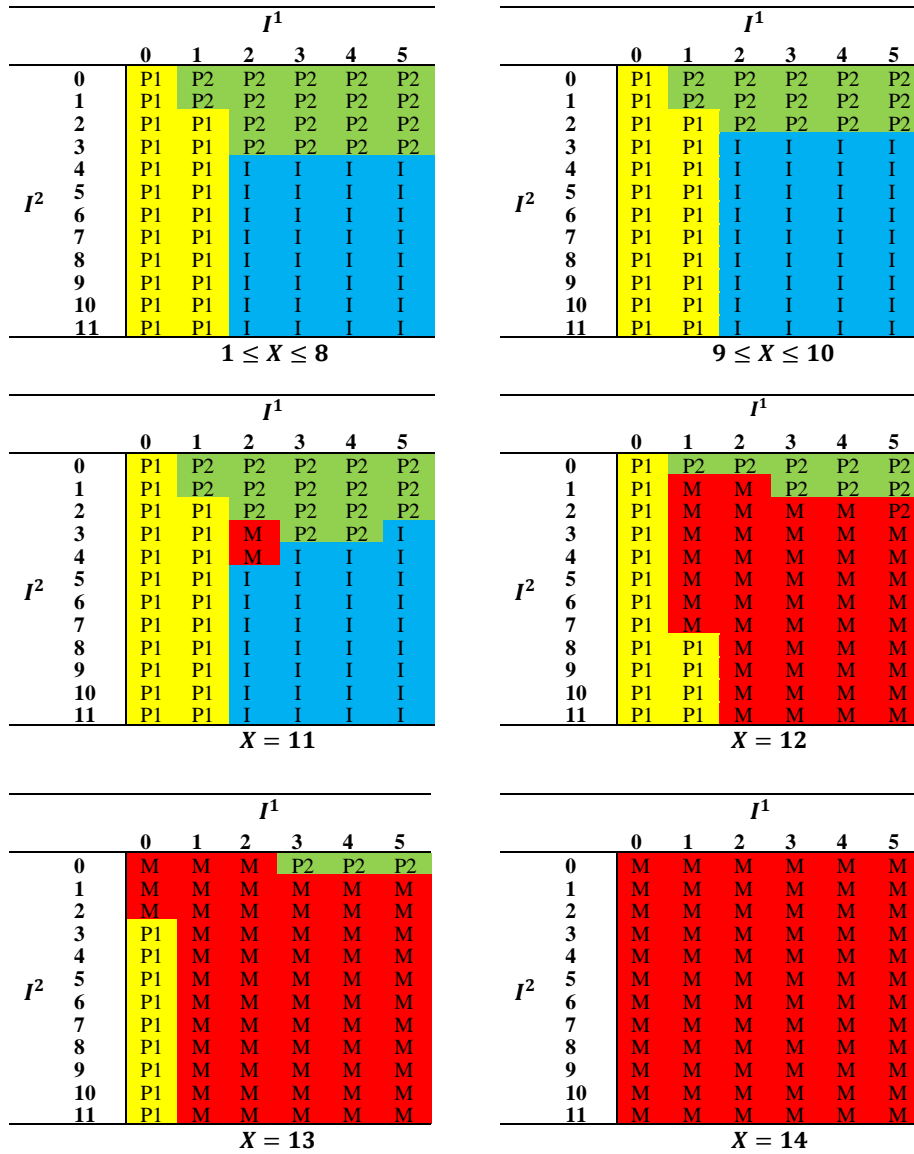 I¹
0 1 2 3 4 5
0 P1 P2 P2 P2 P2 P2
1 P1 P2 P2 P2 P2 P2
2 P1 P1 P2 P2 P2 P2
3 P1 P1 P2 P2 P2 P2
4 P1 P1 I I I I
5 P1 P1 I I I I
I²
6 P1 P1 I I I I
7 P1 P1 I I I I
8 P1 P1 I I I I
9 P1 P1 I I I I
10 P1 P1 I I I I
11 P1 P1 I I I I
1 ≤ X ≤ 8
I¹
0 1 2 3 4 5
0 P1 P2 P2 P2 P2 P2
1 P1 P2 P2 P2 P2 P2
2 P1 P1 P2 P2 P2 P2
3 P1 P1 I I I I
4 P1 P1 I I I I
5 P1 P1 I I I I
I²
6 P1 P1 I I I I
7 P1 P1 I I I I
8 P1 P1 I I I I
9 P1 P1 I I I I
10 P1 P1 I I I I
11 P1 P1 I I I I
9 ≤ X ≤ 10
I¹
0 1 2 3 4 5
0 P1 P2 P2 P2 P2 P2
1 P1 P2 P2 P2 P2 P2
2 P1 P1 P2 P2 P2 P2
3 P1 P1 M P2 P2 I
4 P1 P1 M I I I
5 P1 P1 I I I I
I²
6 P1 P1 I I I I
7 P1 P1 I I I I
8 P1 P1 I I I I
9 P1 P1 I I I I
10 P1 P1 I I I I
11 P1 P1 I I I I
X = 11
I¹
0 1 2 3 4 5
0 P1 P2 P2 P2 P2 P2
1 P1 M M P2 P2 P2
2 P1 M M M M P2
3 P1 M M M M M
4 P1 M M M M M
5 P1 M M M M M
I²
6 P1 M M M M M
7 P1 M M M M M
8 P1 P1 M M M M
9 P1 P1 M M M M
10 P1 P1 M M M M
11 P1 P1 M M M M
X = 12
I¹
0 1 2 3 4 5
0 M M M P2 P2 P2
1 M M M M M M
2 M M M M M M
3 P1 M M M M M
4 P1 M M M M M
5 P1 M M M M M
I²
6 P1 M M M M M
7 P1 M M M M M
8 P1 M M M M M
9 P1 M M M M M
10 P1 M M M M M
11 P1 M M M M M
X = 13
I¹
0 1 2 3 4 5
0 M M M M M M
1 M M M M M M
2 M M M M M M
3 M M M M M M
4 M M M M M M
5 M M M M M M
I²
6 M M M M M M
7 M M M M M M
8 M M M M M M
9 M M M M M M
10 M M M M M M
11 M M M M M M
X = 14